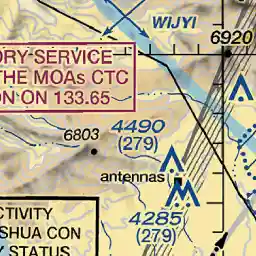 WIJYI
6920
ORY SERVICE
THE MOAs CTC
ON ON 133.65
6803
4490
(279)
antennas
4285
(279)
CTIVITY
SHUA CON
Y STATUS